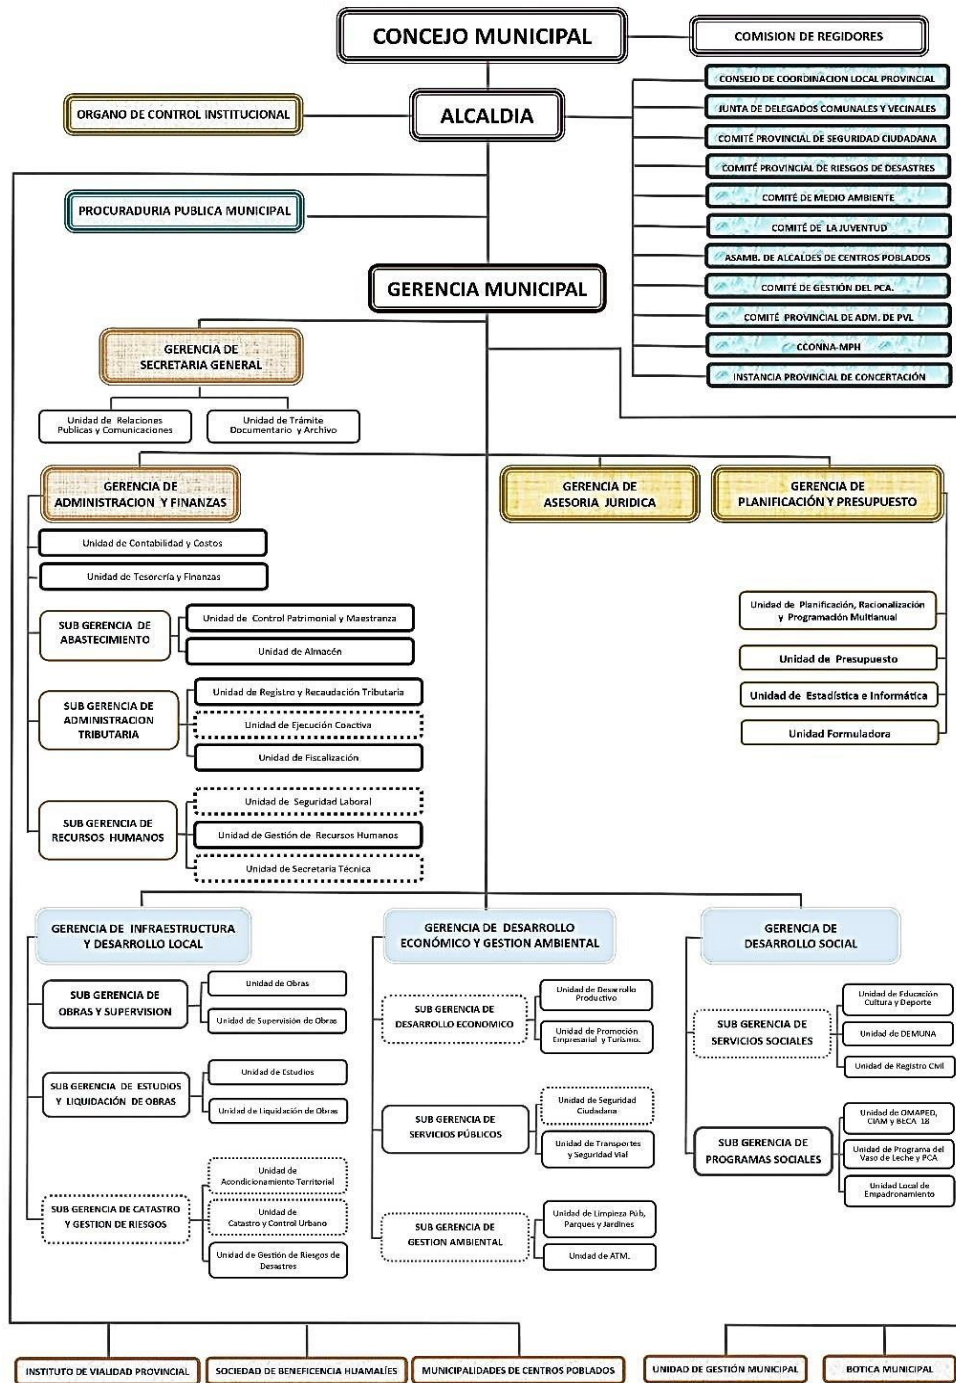 CONCEJO MUNICIPAL
COMISION DE REGIDORES
CONSEJO DE COORDINACION LOCAL PROVINCIAL
ORGANO DE CONTROL INSTITUCIONAL
ALCALDIA
JUNTA DE DELEGADOS COMUNALES Y VECINALES
COMITÉ PROVINCIAL DE SEGURIDAD CIUDADANA
COMITÉ PROVINCIAL DE RIESGOS DE DESASTRES
COMITÉ DE MEDIO AMBIENTE
PROCURADURIA PUBLICA MUNICIPAL
COMITÉ DE LA JUVENTUD
ASAMB. DE ALCALDES DE CENTROS POBLADOS
GERENCIA MUNICIPAL
COMITÉ DE GESTIÓN DEL PCA.
COMITÉ PROVINCIAL DE ADM. DE PVL
CCONNA-MPH
INSTANCIA PROVINCIAL DE CONCERTACIÓN
GERENCIA DE
SECRETARIA GENERAL
Unidad de Relaciones
Publicas y Comunicaciones
Unidad de Trámite
Documentario y Archivo
GERENCIA DE
ADMINISTRACION Y FINANZAS
GERENCIA DE
ASESORIA JURIDICA
GERENCIA DE
PLANIFICACIÓN Y PRESUPUESTO
Unidad de Contabilidad y Costos
Unidad de Tesorería y Finanzas
SUB GERENCIA DE
ABASTECIMIENTO
Unidad de Control Patrimonial y Maestranza
Unidad de Almacén
SUB GERENCIA DE
ADMINISTRACION
TRIBUTARIA
Unidad de Registro y Recaudación Tributaria
Unidad de Ejecución Coactiva
Unidad de Fiscalización
SUB GERENCIA DE
RECURSOS HUMANOS
Unidad de Seguridad Laboral
Unidad de Gestión de Recursos Humanos
Unidad de Secretaria Técnica
Unidad de Planificación, Racionalización
y Programación Multianual
Unidad de Presupuesto
Unidad de Estadística e Informática
Unidad Formuladora
GERENCIA DE INFRAESTRUCTURA
Y DESARROLLO LOCAL
SUB GERENCIA DE
OBRAS Y SUPERVISION
Unidad de Obras
Unidad de Supervisión de Obras
SUB GERENCIA DE ESTUDIOS
Y LIQUIDACIÓN DE OBRAS
Unidad de Estudios
Unidad de Liquidación de Obras
SUB GERENCIA DE CATASTRO
Y GESTION DE RIESGOS
Unidad de
Acondicionamiento Territorial
Unidad de
Catastro y Control Urbano
Unidad de Gestión de Riesgos de
Desastres
GERENCIA DE DESARROLLO
ECONÓMICO Y GESTION AMBIENTAL
SUB GERENCIA DE
DESARROLLO ECONOMICO
Unidad de Desarrollo
Productivo
Unidad de Promoción
Empresarial y Turismo.
SUB GERENCIA DE
SERVICIOS PÚBLICOS
Unidad de Seguridad
Ciudadana
Unidad de Transportes
y Seguridad Vial
SUB GERENCIA DE
GESTION AMBIENTAL
Unidad de Limpieza Púb,
Parques y Jardines
Unidad de ATM.
GERENCIA DE
DESARROLLO SOCIAL
SUB GERENCIA DE
SERVICIOS SOCIALES
Unidad de Educación
Cultura y Deporte
Unidad de DEMUNA
Unidad de Registro Civil
SUB GERENCIA DE
PROGRAMAS SOCIALES
Unidad de OMAPED,
CIAM y BECA 18
Unidad de Programa del
Vaso de Leche y PCA
Unidad Local de
Empadronamiento
INSTITUTO DE VIALIDAD PROVINCIAL
SOCIEDAD DE BENEFICENCIA HUAMALÍES
MUNICIPALIDADES DE CENTROS POBLADOS
UNIDAD DE GESTIÓN MUNICIPAL
BOTICA MUNICIPAL